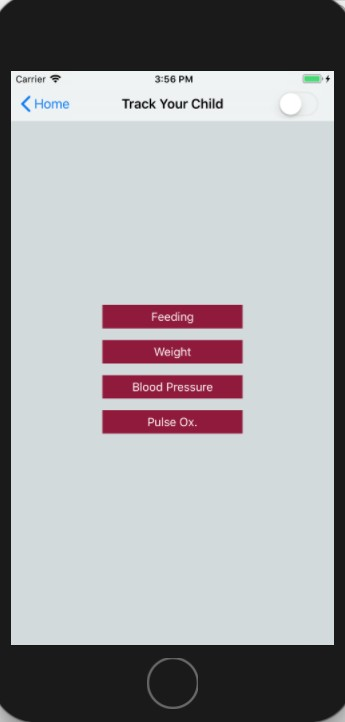 Carrier 3:56 PM
Home Track Your Child
Feeding
Weight
Blood Pressure
Pulse Ox.